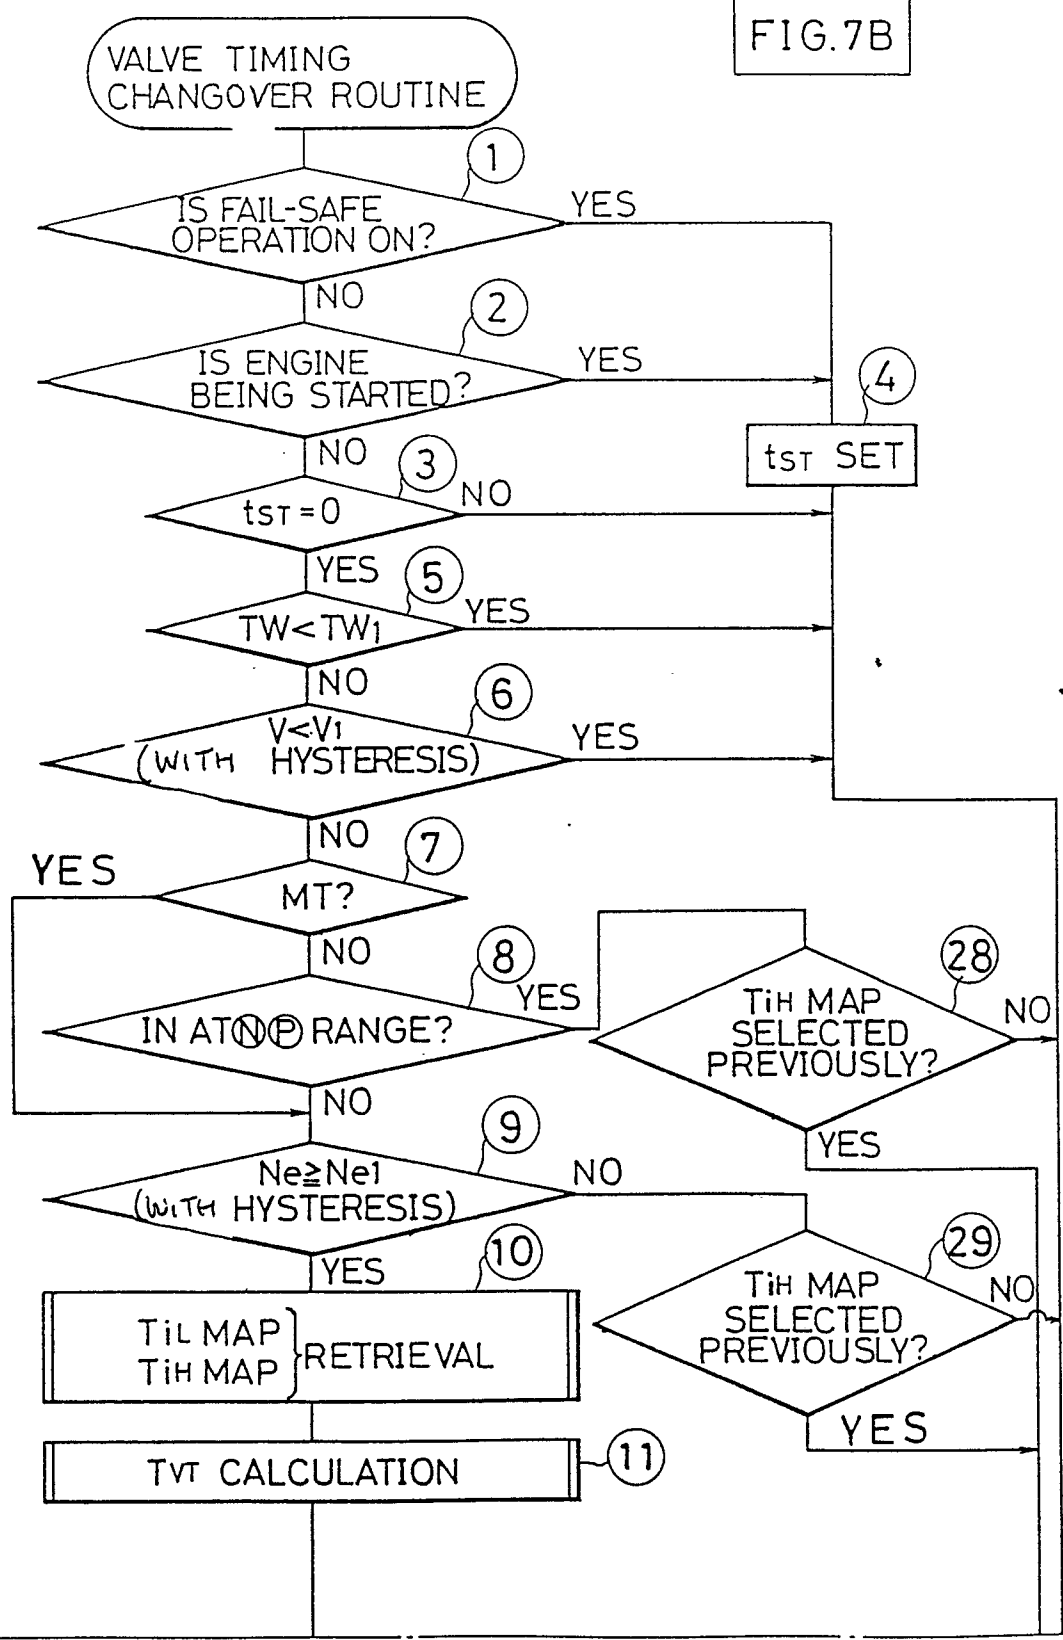 FIG.7B
VALVE TIMING
CHANGOVER ROUTINE
1
IS FAIL-SAFE
OPERATION ON?
YES
NO
2
IS ENGINE
BEING STARTED?
YES
4
tST SET
NO
3
tST=0
NO
YES
5
TW<TW1
YES
NO
6
V<V1
(WITH HYSTERESIS)
YES
NO
7
YES
MT?
NO
8
IN ATⓃⓅ RANGE?
YES
28
TiH MAP
SELECTED
PREVIOUSLY?
NO
YES
NO
9
Ne≧Ne1
(WITH HYSTERESIS)
NO
YES
10
TiL MAP
TiH MAP
RETRIEVAL
29
TiH MAP
SELECTED
PREVIOUSLY?
NO
YES
TVT CALCULATION
11